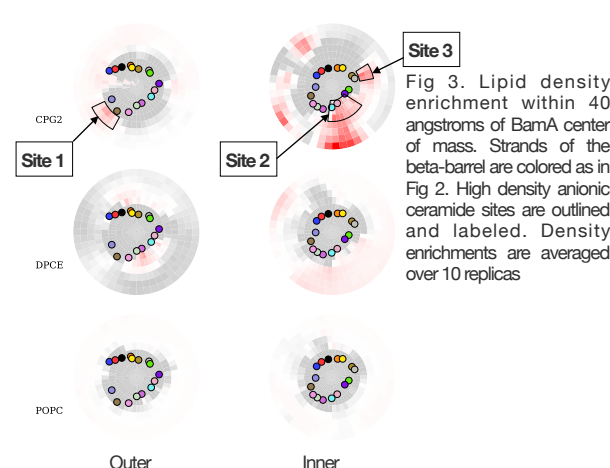 Site 3
CPG2
Site 1
Site 2
Fig 3. Lipid density
enrichment within 40
angstroms of BamA center
of mass. Strands of the
beta-barrel are colored as in
Fig 2. High density anionic
ceramide sites are outlined
and labeled. Density
enrichments are averaged
over 10 replicas
DPCE
POPC
Outer
Inner